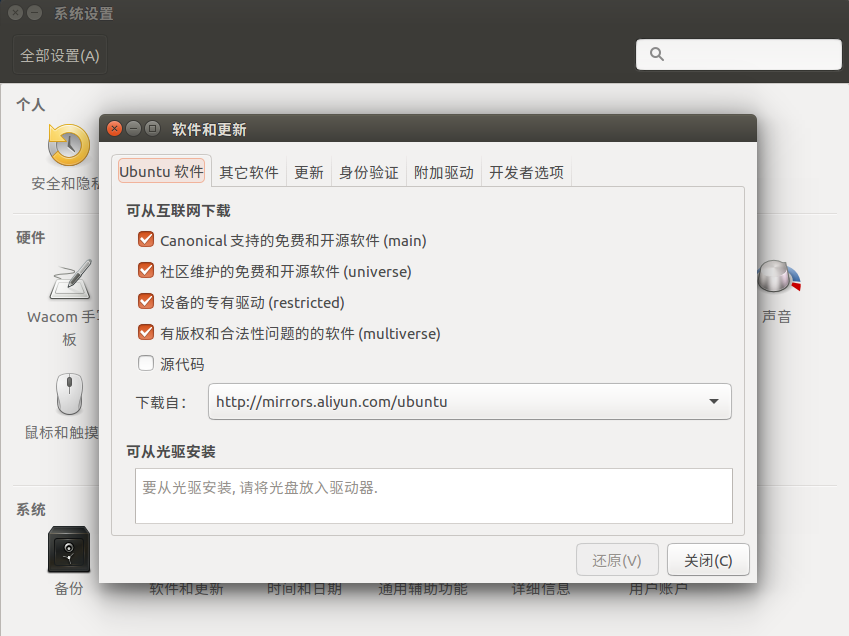 系统设置
全部设置(A)
个人
安全和隐私
硬件
Wacom 手写
板
鼠标和触摸
系统
备份
软件和更新
时间和日期
通用辅助功能
详细信息
用户账户
声音
软件和更新
Ubuntu 软件
其它软件
更新
身份验证
附加驱动
开发者选项
可从互联网下载
Canonical 支持的免费和开源软件 (main)
社区维护的免费和开源软件 (universe)
设备的专有驱动 (restricted)
有版权和合法性问题的的软件 (multiverse)
源代码
下载自：
http://mirrors.aliyun.com/ubuntu
可从光驱安装
要从光驱安装, 请将光盘放入驱动器.
还原(V)
关闭(C)